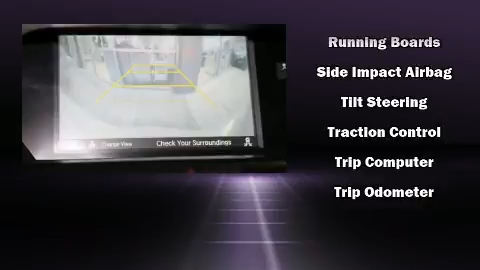 Running Boards
Side Impact Airbag
Tilt Steering
Traction Control
Trip Computer
Trip Odometer
Change View
Check Your Surroundings